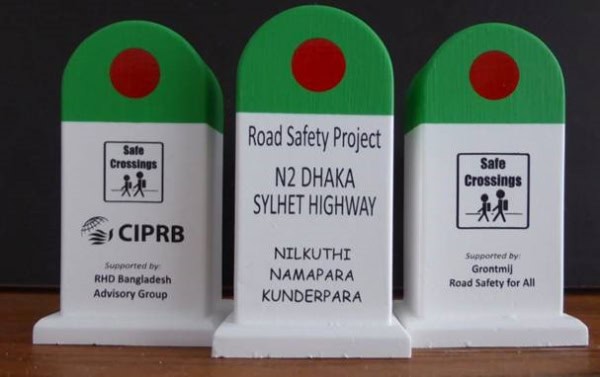 Safe
Crossings
CIPRB
Supported by:
RHD Bangladesh
Advisory Group
Road Safety Project
N2 DHAKA
SYLHET HIGHWAY
NILKUTHI
NAMAPARA
KUNDERPARA
Safe
Crossings
Supported by:
Grontmij
Road Safety for All